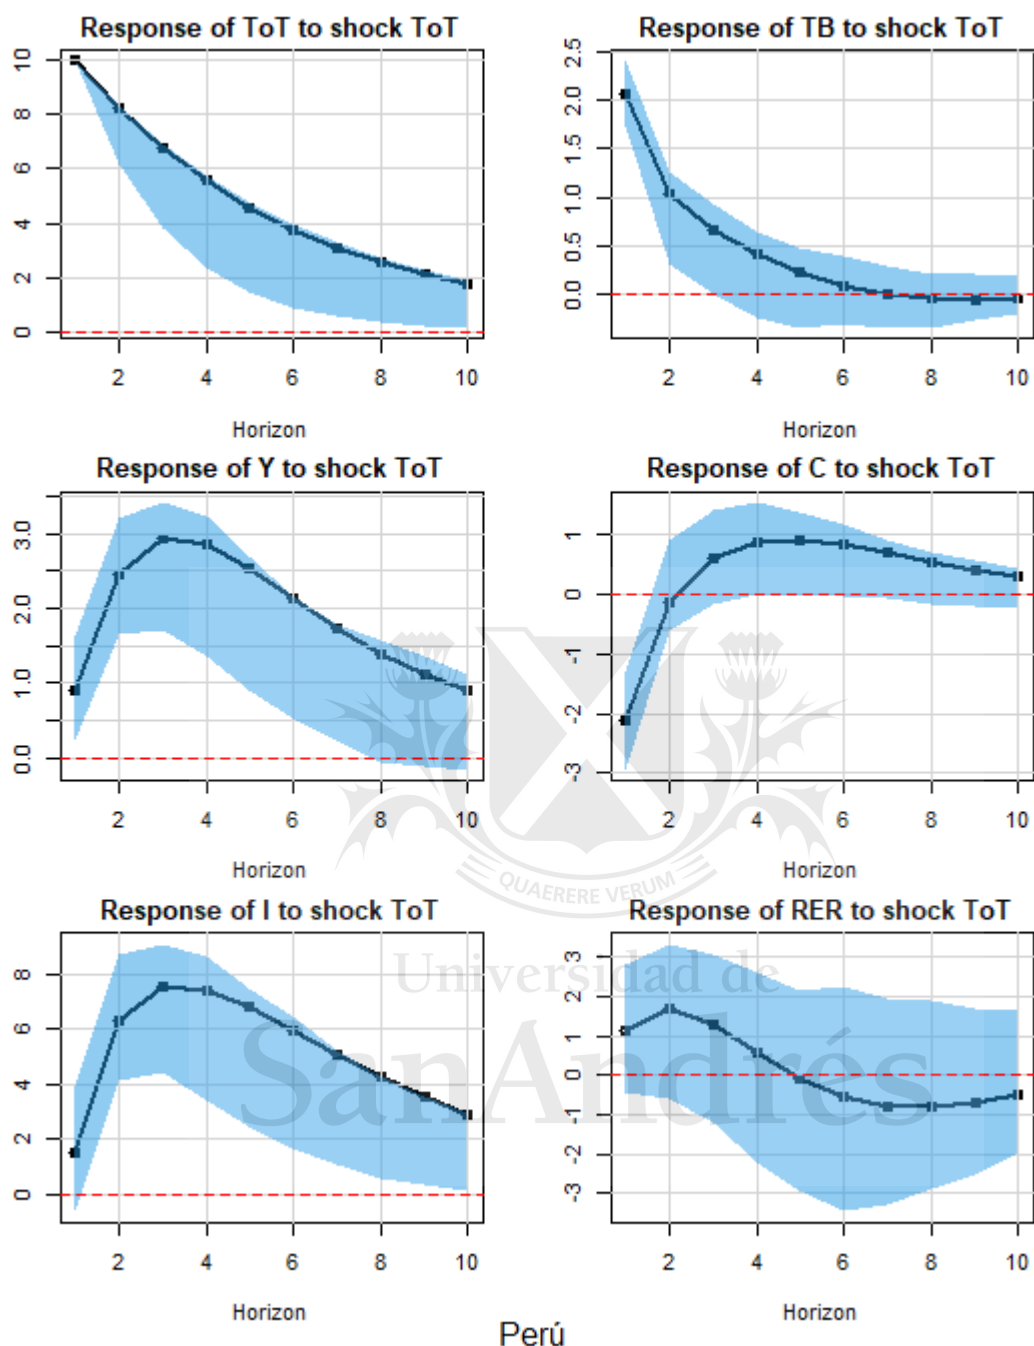 Response of ToT to shock ToT
10
8
6
4
2
0
2 4 6 8 10
Horizon
Response of TB to shock ToT
2.5
2.0
1.5
1.0
0.5
0.0
2 4 6 8 10
Horizon
Response of Y to shock ToT
3.0
2.0
1.0
0.0
2 4 6 8 10
Horizon
Response of C to shock ToT
1
0
-1
-2
-3
2 4 6 8 10
Horizon
Response of I to shock ToT
8
6
4
2
0
2 4 6 8 10
Horizon
Response of RER to shock ToT
3
2
1
0
-1
-2
-3
2 4 6 8 10
Horizon
QUAERERE VERUM
Universidad de
SanAndrés
Perú